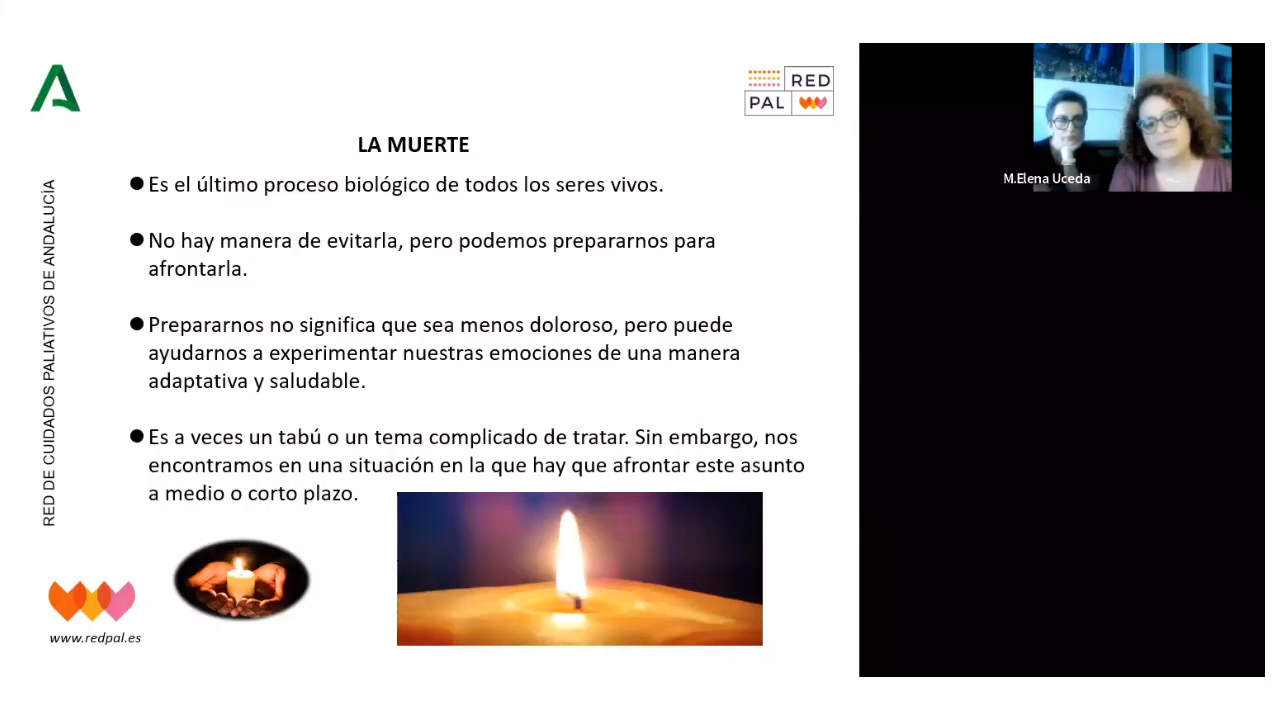 RED
PAL
LA MUERTE
● Es el último proceso biológico de todos los seres vivos.
● No hay manera de evitarla, pero podemos prepararnos para
afrontarla.
● Prepararnos no significa que sea menos doloroso, pero puede
ayudarnos a experimentar nuestras emociones de una manera
adaptativa y saludable.
● Es a veces un tabú o un tema complicado de tratar. Sin embargo, nos
encontramos en una situación en la que hay que afrontar este asunto
a medio o corto plazo.
RED DE CUIDADOS PALIATIVOS DE ANDALUCÍA
www.redpal.es
M.Elena Uceda